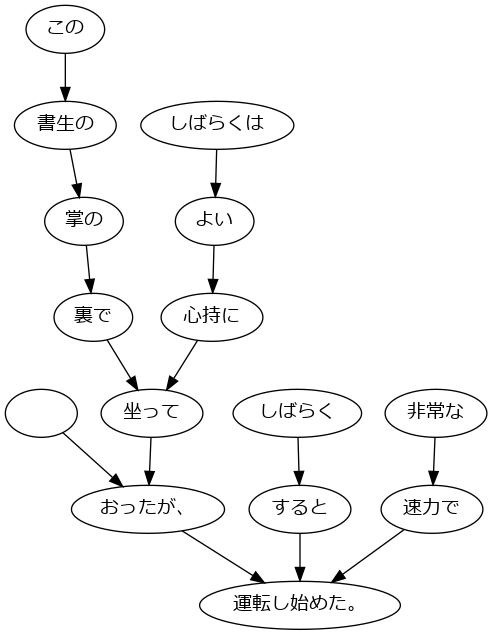 この
書生の
しばらくは
掌の
よい
裏で
心持に
坐って
しばらく
非常な
おったが、
すると
速力で
運転し始めた。